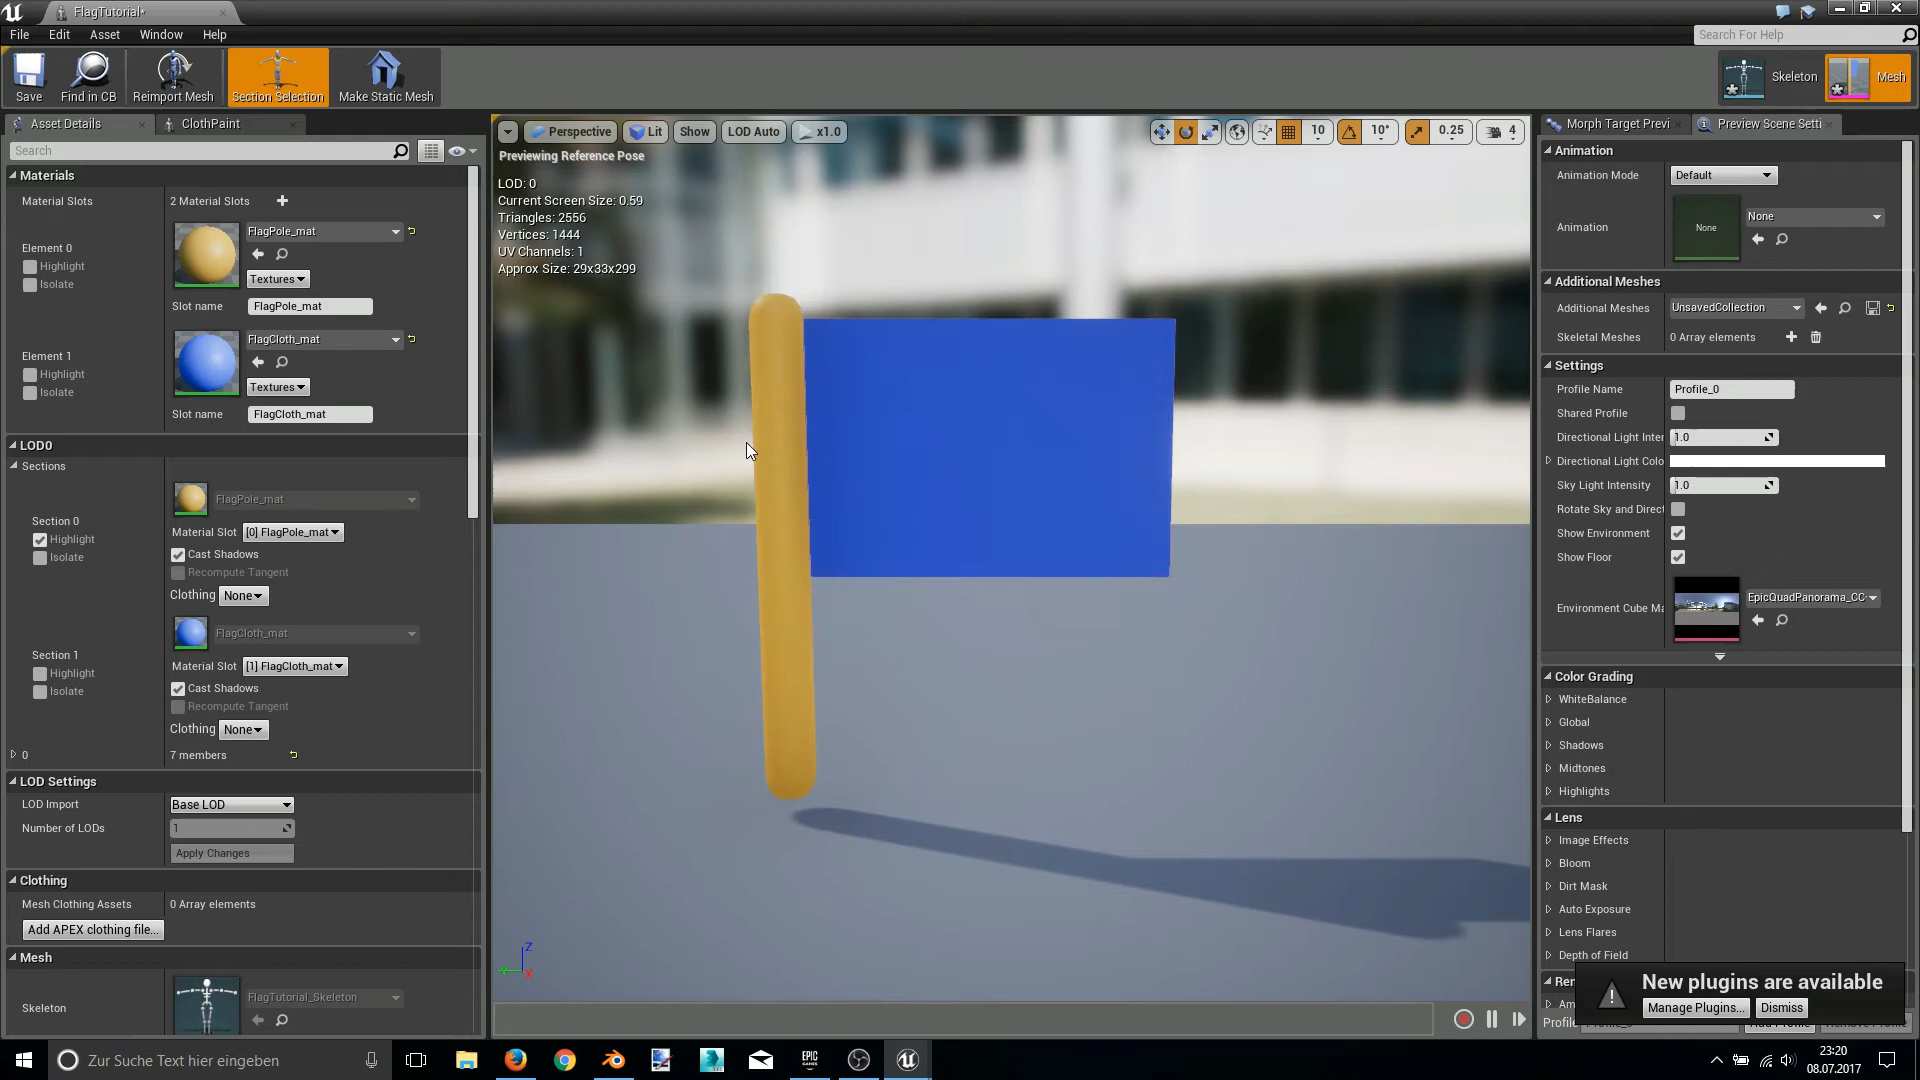 FlagTutorial*
File Edit Asset Window Help
Search For Help
Save
Find in CB
Reimport Mesh
Section Selection
Make Static Mesh
Skeleton
Mesh
Asset Details
ClothPaint
Search
Materials
Material Slots 2 Material Slots
Element 0
Highlight
Isolate
FlagPole_mat
Textures
Slot name FlagPole_mat
Element 1
Highlight
Isolate
FlagCloth_mat
Textures
Slot name FlagCloth_mat
LOD0
Sections
Section 0
Highlight
Isolate
FlagPole_mat
Material Slot [0] FlagPole_mat
Cast Shadows
Recompute Tangent
Clothing None
Section 1
Highlight
Isolate
FlagCloth_mat
Material Slot [1] FlagCloth_mat
Cast Shadows
Recompute Tangent
Clothing None
0 7 members
LOD Settings
LOD Import Base LOD
Number of LODs 1
Apply Changes
Clothing
Mesh Clothing Assets 0 Array elements
Add APEX clothing file...
Mesh
Skeleton FlagTutorial_Skeleton
Perspective Lit Show LOD Auto x1.0
10 10° 0.25 4
Previewing Reference Pose
LOD: 0
Current Screen Size: 0.59
Triangles: 2556
Vertices: 1444
UV Channels: 1
Approx Size: 29x33x299
Z
X
Morph Target Previ
Preview Scene Setti
Animation
Animation Mode Default
Animation None None
Additional Meshes
Additional Meshes UnsavedCollection
Skeletal Meshes 0 Array elements
Settings
Profile Name Profile_0
Shared Profile
Directional Light Inter 1.0
Directional Light Colo
Sky Light Intensity 1.0
Rotate Sky and Direct
Show Environment
Show Floor
Environment Cube Ma EpicQuadPanorama_CC
Color Grading
WhiteBalance
Global
Shadows
Midtones
Highlights
Lens
Image Effects
Bloom
Dirt Mask
Auto Exposure
Lens Flares
Depth of Field
Ren
Am
Profile
New plugins are available
Manage Plugins... Dismiss
Zur Suche Text hier eingeben
EPIC
GAMES
23:20
08.07.2017